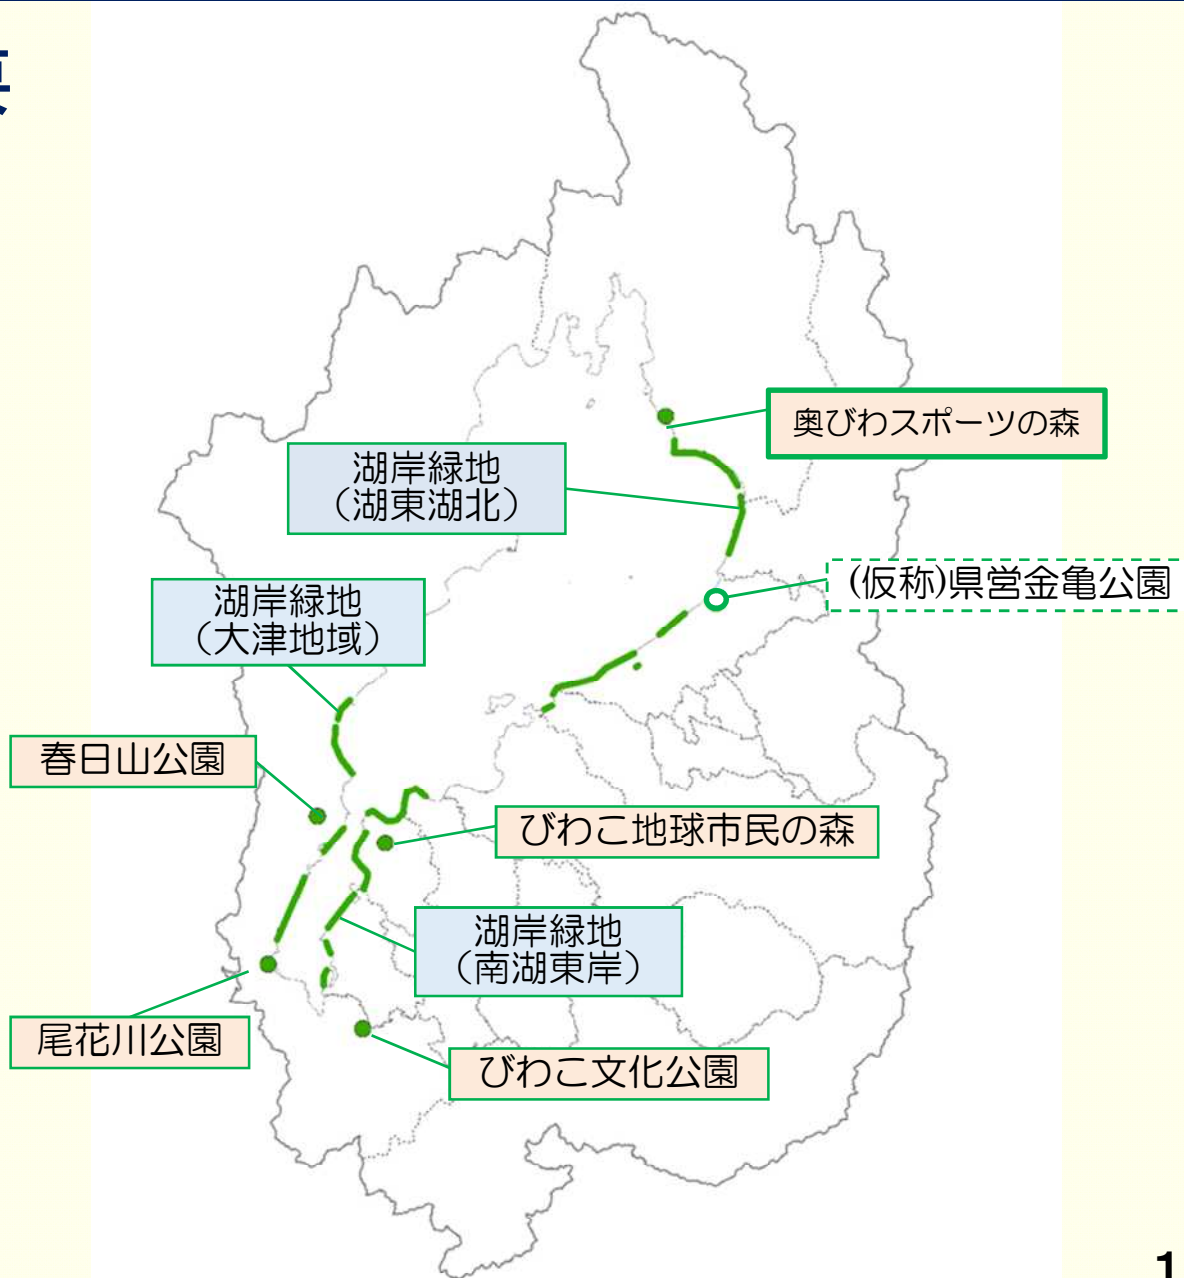 奥びわスポーツの森
湖岸緑地
（湖東湖北）
(仮称)県営金亀公園
湖岸緑地
（大津地域）
春日山公園
びわこ地球市民の森
湖岸緑地
（南湖東岸）
尾花川公園
びわこ文化公園
1